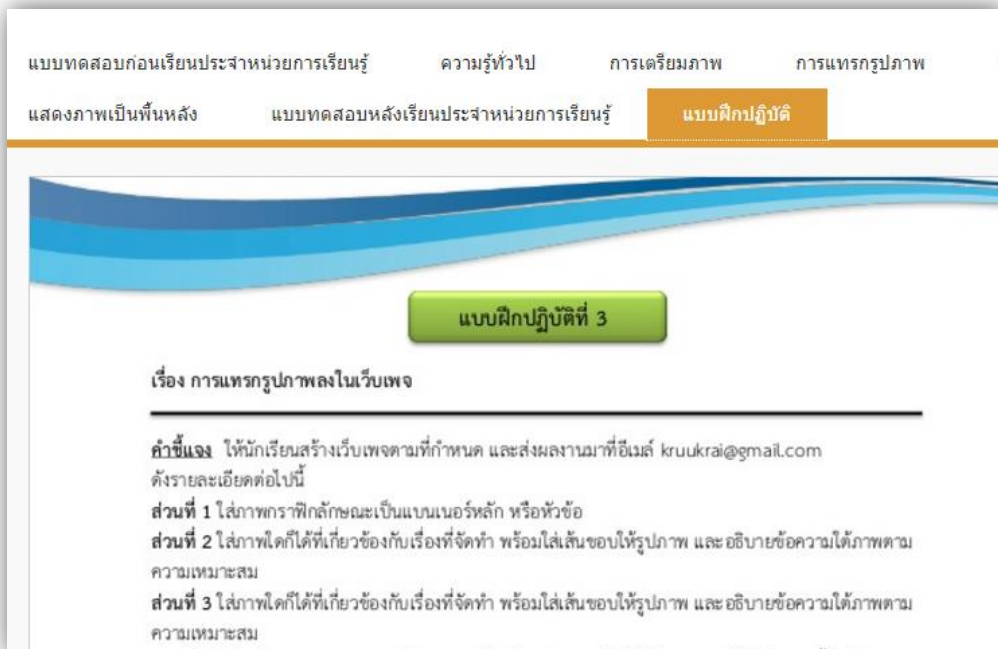 แบบทดสอบก่อนเรียนประจำหน่วยการเรียนรู้ ความรู้ทั่วไป การเตรียมภาพ การแทรกรูปภาพ
แสดงภาพเป็นพื้นหลัง แบบทดสอบหลังเรียนประจำหน่วยการเรียนรู้ แบบฝึกปฏิบัติ
แบบฝึกปฏิบัติที่ 3
เรื่อง การแทรกรูปภาพลงในเว็บเพจ
คำชี้แจง ให้นักเรียนสร้างเว็บเพจตามที่กำหนด และส่งผลงานมาที่อีเมล์ kruukrai@gmail.com
ดังรายละเอียดต่อไปนี้
ส่วนที่ 1 ใส่ภาพกราฟิกลักษณะเป็นแบนเนอร์หลัก หรือหัวข้อ
ส่วนที่ 2 ใส่ภาพใดก็ได้ที่เกี่ยวข้องกับเรื่องที่จัดทำ พร้อมใส่เส้นขอบให้รูปภาพ และอธิบายข้อความใต้ภาพตาม
ความเหมาะสม
ส่วนที่ 3 ใส่ภาพใดก็ได้ที่เกี่ยวข้องกับเรื่องที่จัดทำ พร้อมใส่เส้นขอบให้รูปภาพ และอธิบายข้อความใต้ภาพตาม
ความเหมาะสม